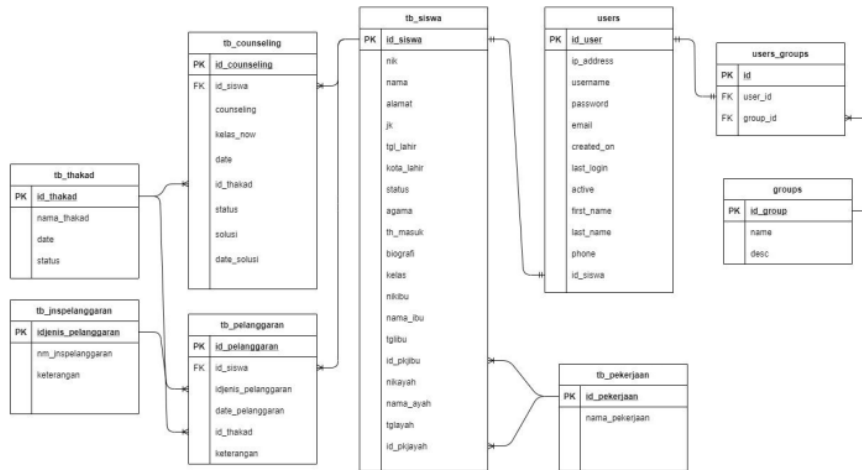 tb_counseling
PK id_counseling
FK id_siswa
counseling
kelas_now
date
id_thakad
status
solusi
date_solusi
tb_thakad
PK id_thakad
nama_thakad
date
status
tb_jnspelanggaran
PK idjenis_pelanggaran
nm_jnspelanggaran
keterangan
tb_pelanggaran
PK id_pelanggaran
FK id_siswa
idjenis_pelanggaran
date_pelanggaran
id_thakad
keterangan
tb_siswa
PK id_siswa
nik
nama
alamat
jk
tgl_lahir
kota_lahir
status
agama
th_masuk
biografi
kelas
nikibu
nama_ibu
tglibu
id_pkjibu
nikayah
nama_ayah
tglayah
id_pkjayah
users
PK id_user
ip_address
username
password
email
created_on
last_login
active
first_name
last_name
phone
id_siswa
tb_pekerjaan
PK id_pekerjaan
nama_pekerjaan
users_groups
PK id
FK user_id
FK group_id
groups
PK id_group
name
desc